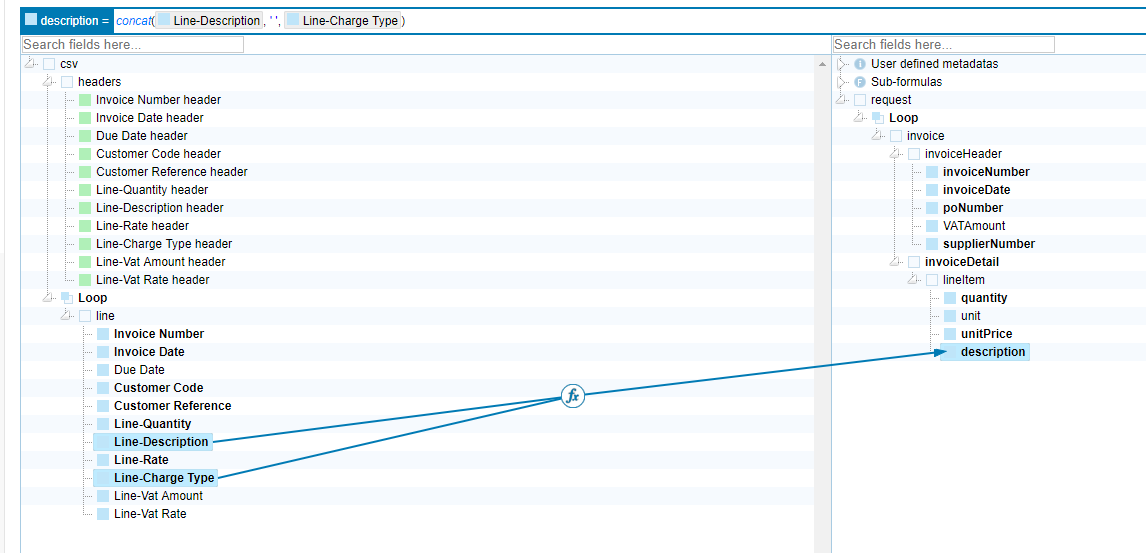 description = concat( Line-Description , ' ', Line-Charge Type )
Search fields here...
csv
headers
Invoice Number header
Invoice Date header
Due Date header
Customer Code header
Customer Reference header
Line-Quantity header
Line-Description header
Line-Rate header
Line-Charge Type header
Line-Vat Amount header
Line-Vat Rate header
Loop
line
Invoice Number
Invoice Date
Due Date
Customer Code
Customer Reference
Line-Quantity
Line-Description
Line-Rate
Line-Charge Type
Line-Vat Amount
Line-Vat Rate
fx
Search fields here...
i User defined metadatas
F Sub-formulas
request
Loop
invoice
invoiceHeader
invoiceNumber
invoiceDate
poNumber
VATAmount
supplierNumber
invoiceDetail
lineItem
quantity
unit
unitPrice
description